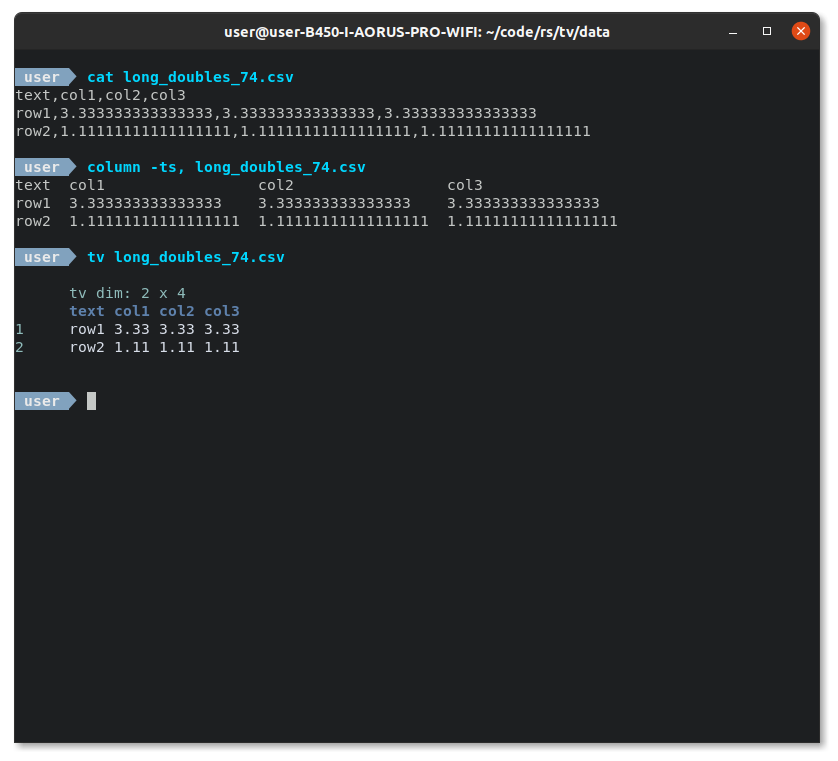 user@user-B450-I-AORUS-PRO-WIFI: ~/code/rs/tv/data
user cat long_doubles_74.csv
text,col1,col2,col3
row1,3.333333333333333,3.333333333333333,3.333333333333333
row2,1.11111111111111111,1.11111111111111111,1.11111111111111111
user column -ts, long_doubles_74.csv
text  col1                 col2                 col3
row1  3.333333333333333    3.333333333333333    3.333333333333333
row2  1.11111111111111111  1.11111111111111111  1.11111111111111111
user tv long_doubles_74.csv
tv dim: 2 x 4
text col1 col2 col3
1     row1 3.33 3.33 3.33
2     row2 1.11 1.11 1.11
user